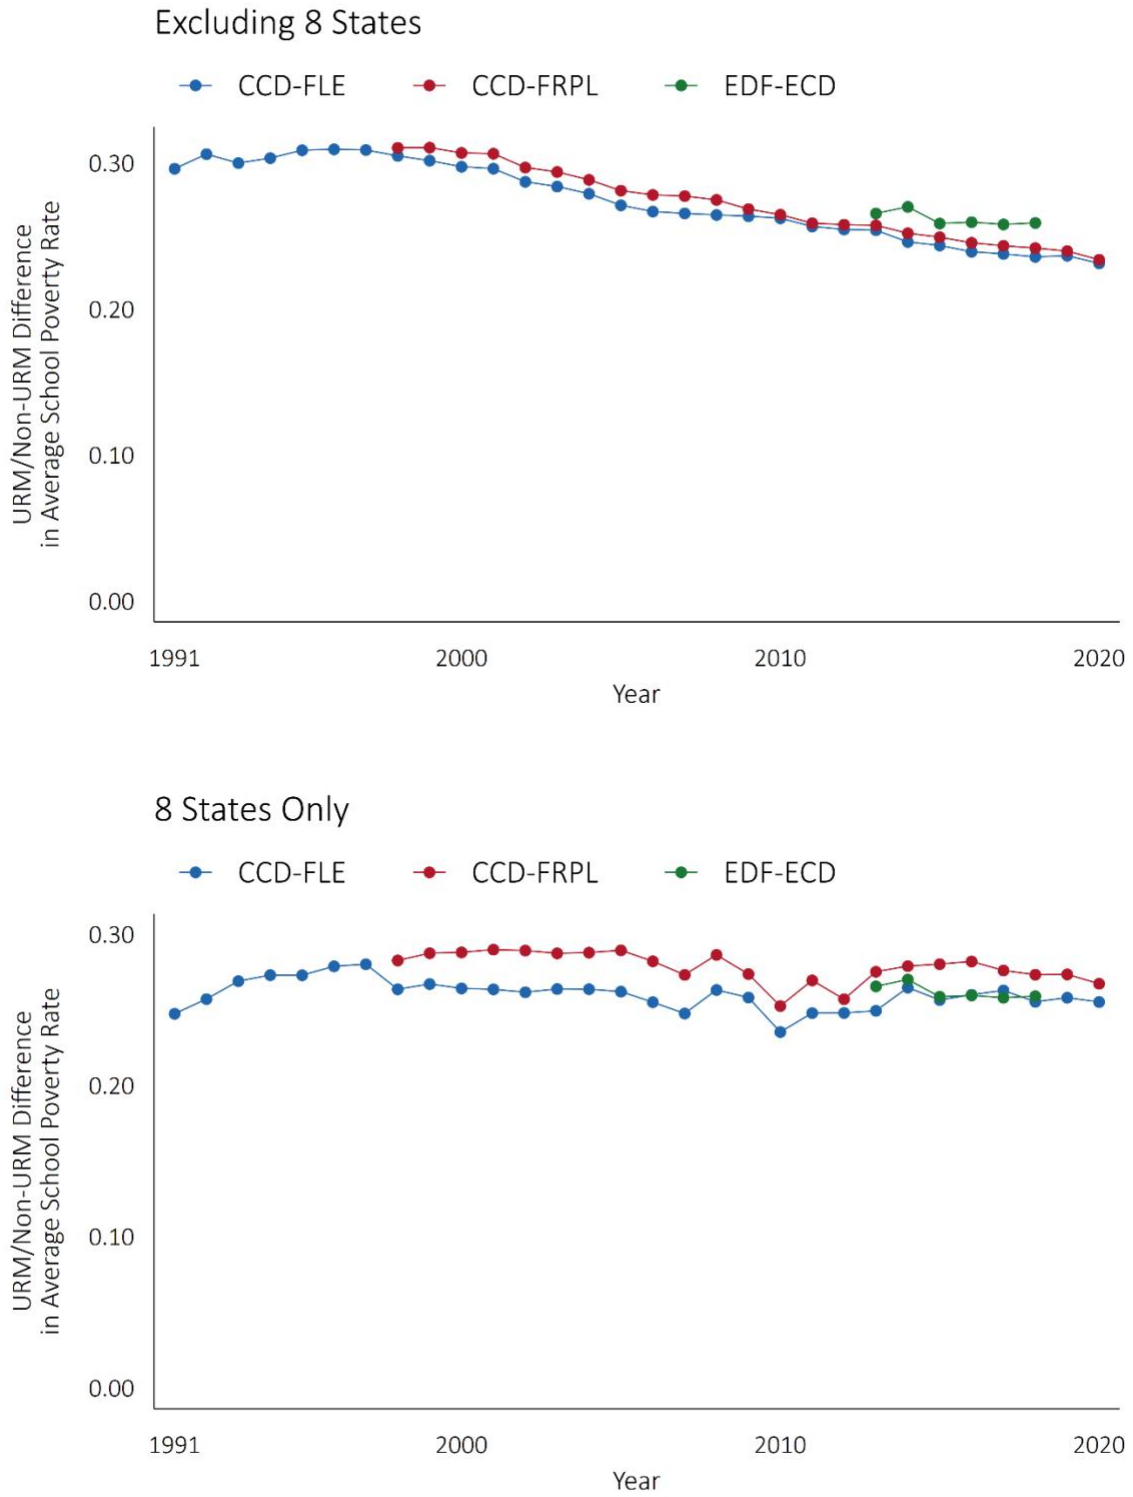 Excluding 8 States
CCD-FLE CCD-FRPL EDF-ECD
URM/Non-URM Difference
in Average School Poverty Rate
0.30
0.20
0.10
0.00
1991 2000 2010 2020
Year
8 States Only
CCD-FLE CCD-FRPL EDF-ECD
URM/Non-URM Difference
in Average School Poverty Rate
0.30
0.20
0.10
0.00
1991 2000 2010 2020
Year